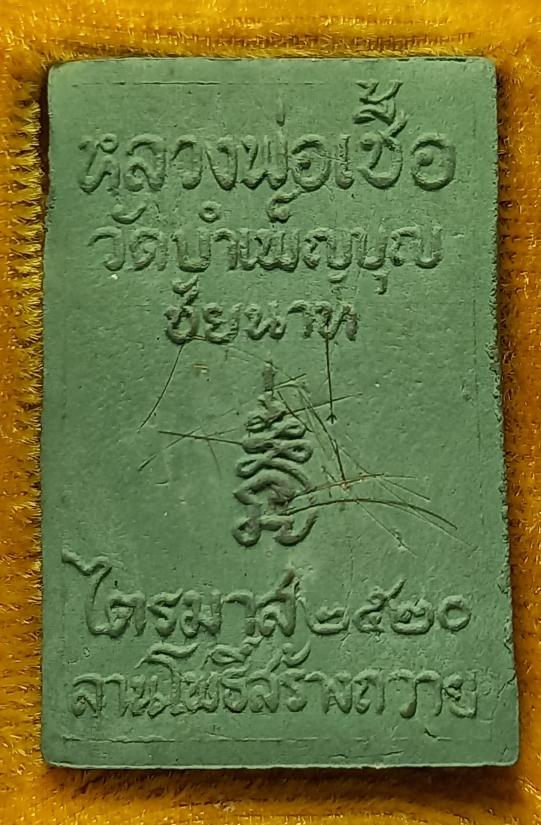 หลวงพ่อเชื้อ
วัดบำเพ็ญบุญ
ชัยนาท
ไตรมาส ๒๕๒๐
ลานโพธิ์สร้างถวาย